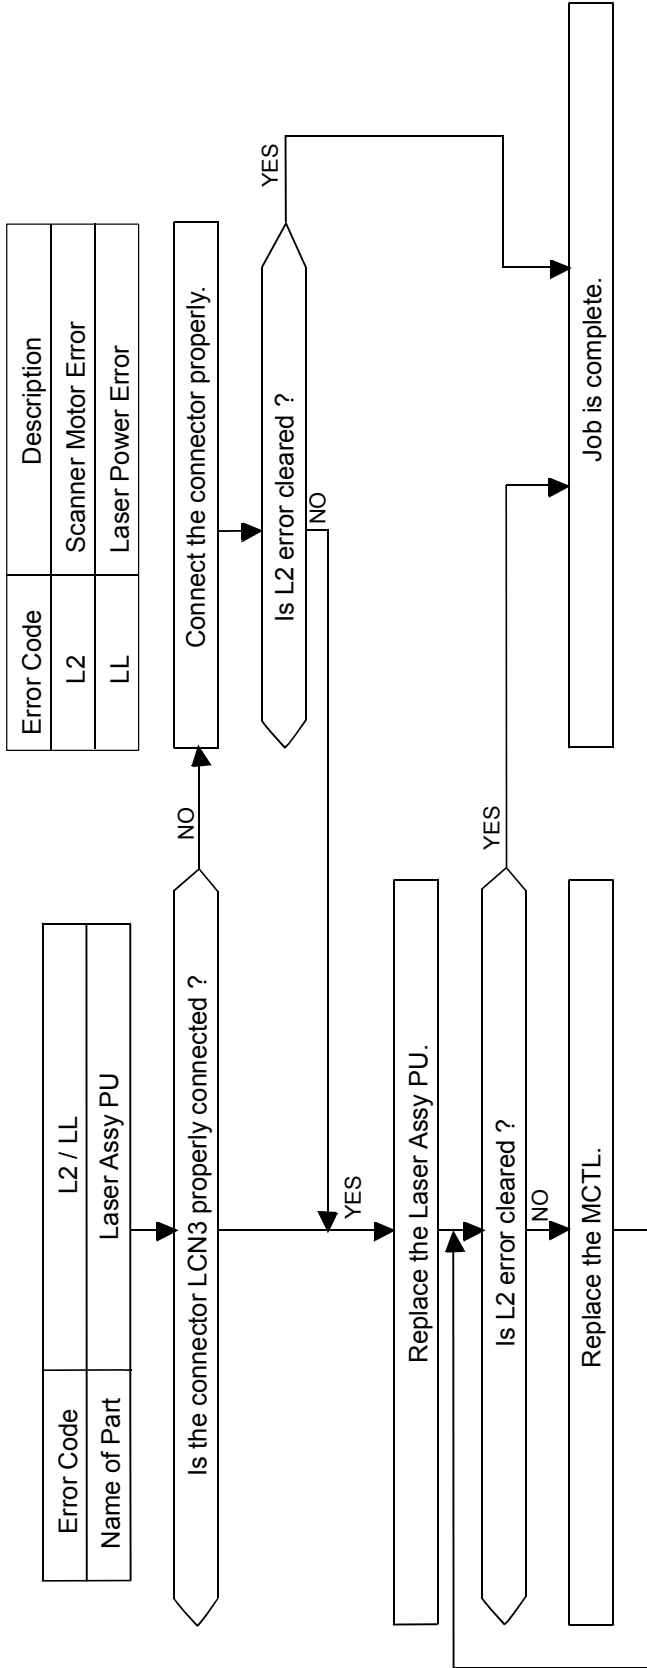 Error Code L2 / LL
Name of Part Laser Assy PU
Error Code Description
L2 Scanner Motor Error
LL Laser Power Error
Is the connector LCN3 properly connected ?
NO
Connect the connector properly.
Is L2 error cleared ?
YES
NO
YES
Replace the Laser Assy PU.
Is L2 error cleared ?
YES
NO
Replace the MCTL.
Job is complete.